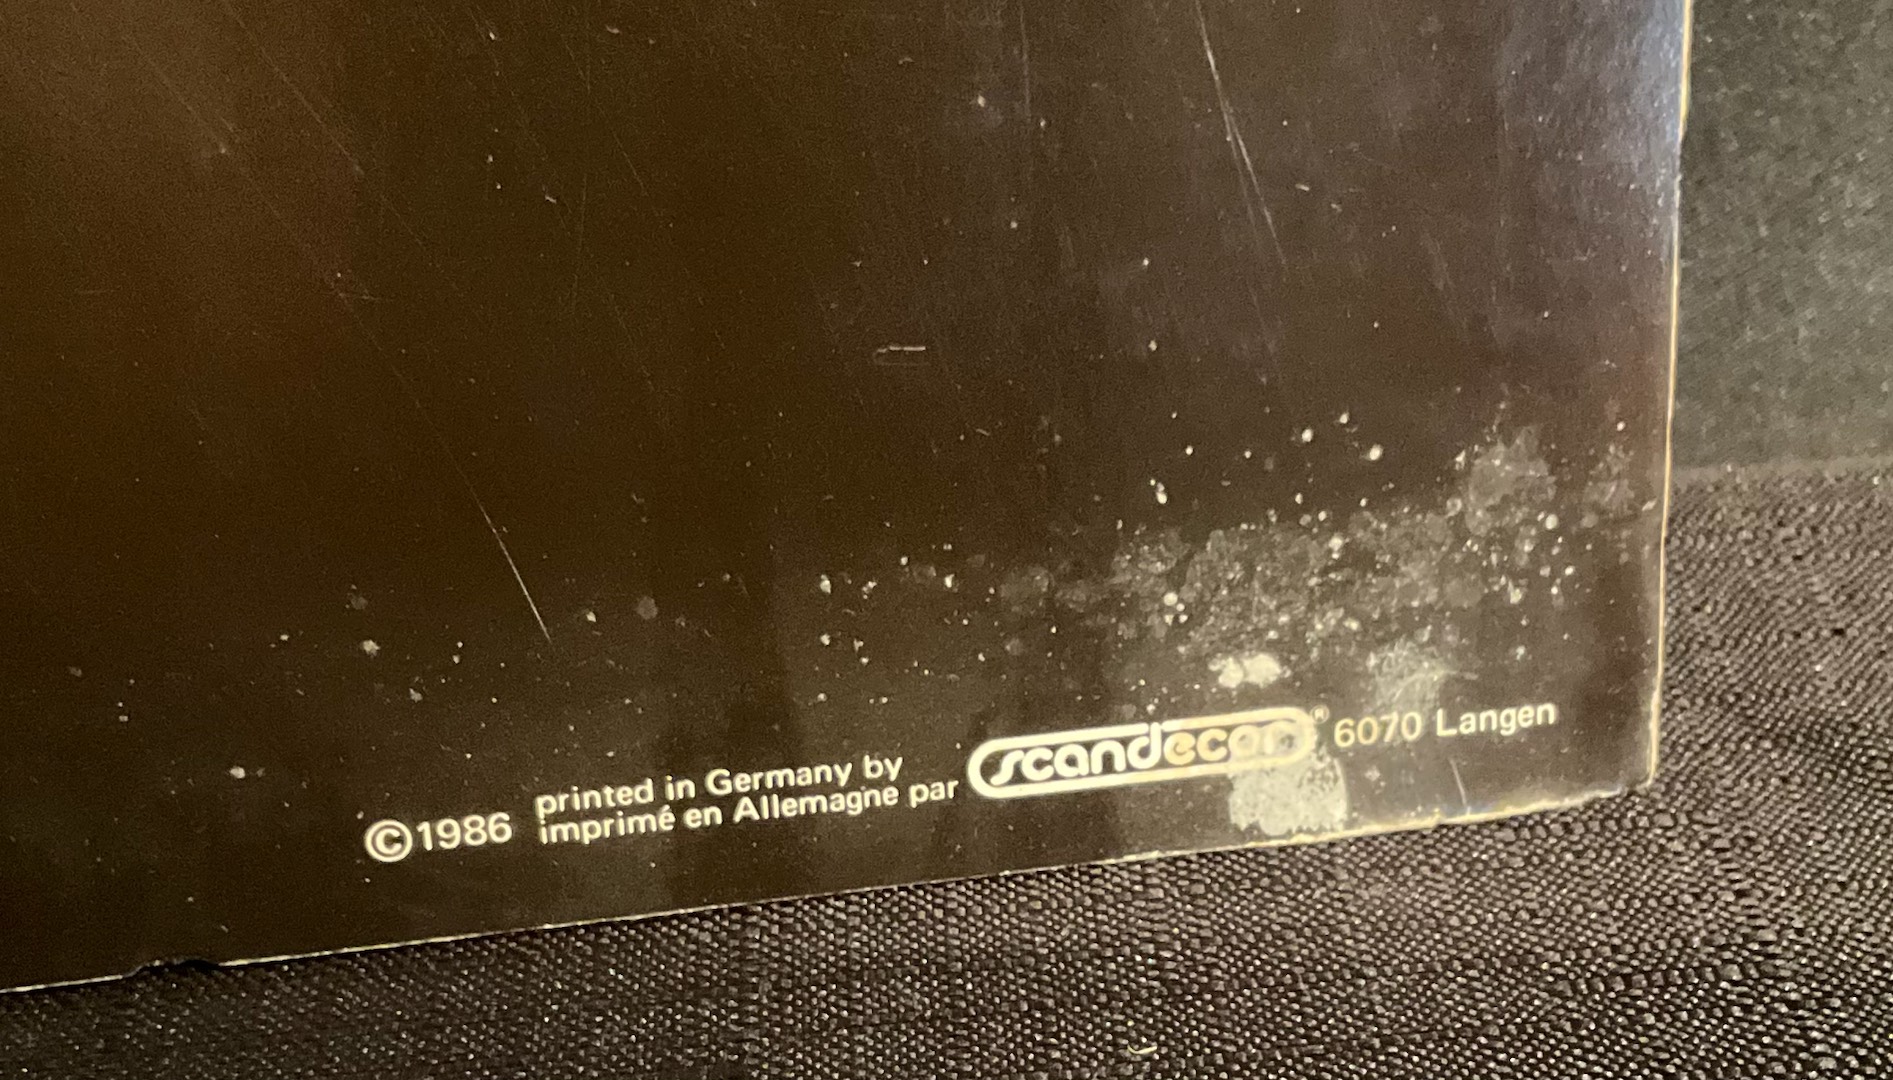 ©1986 printed in Germany by
imprimé en Allemagne par
scandecor® 6070 Langen